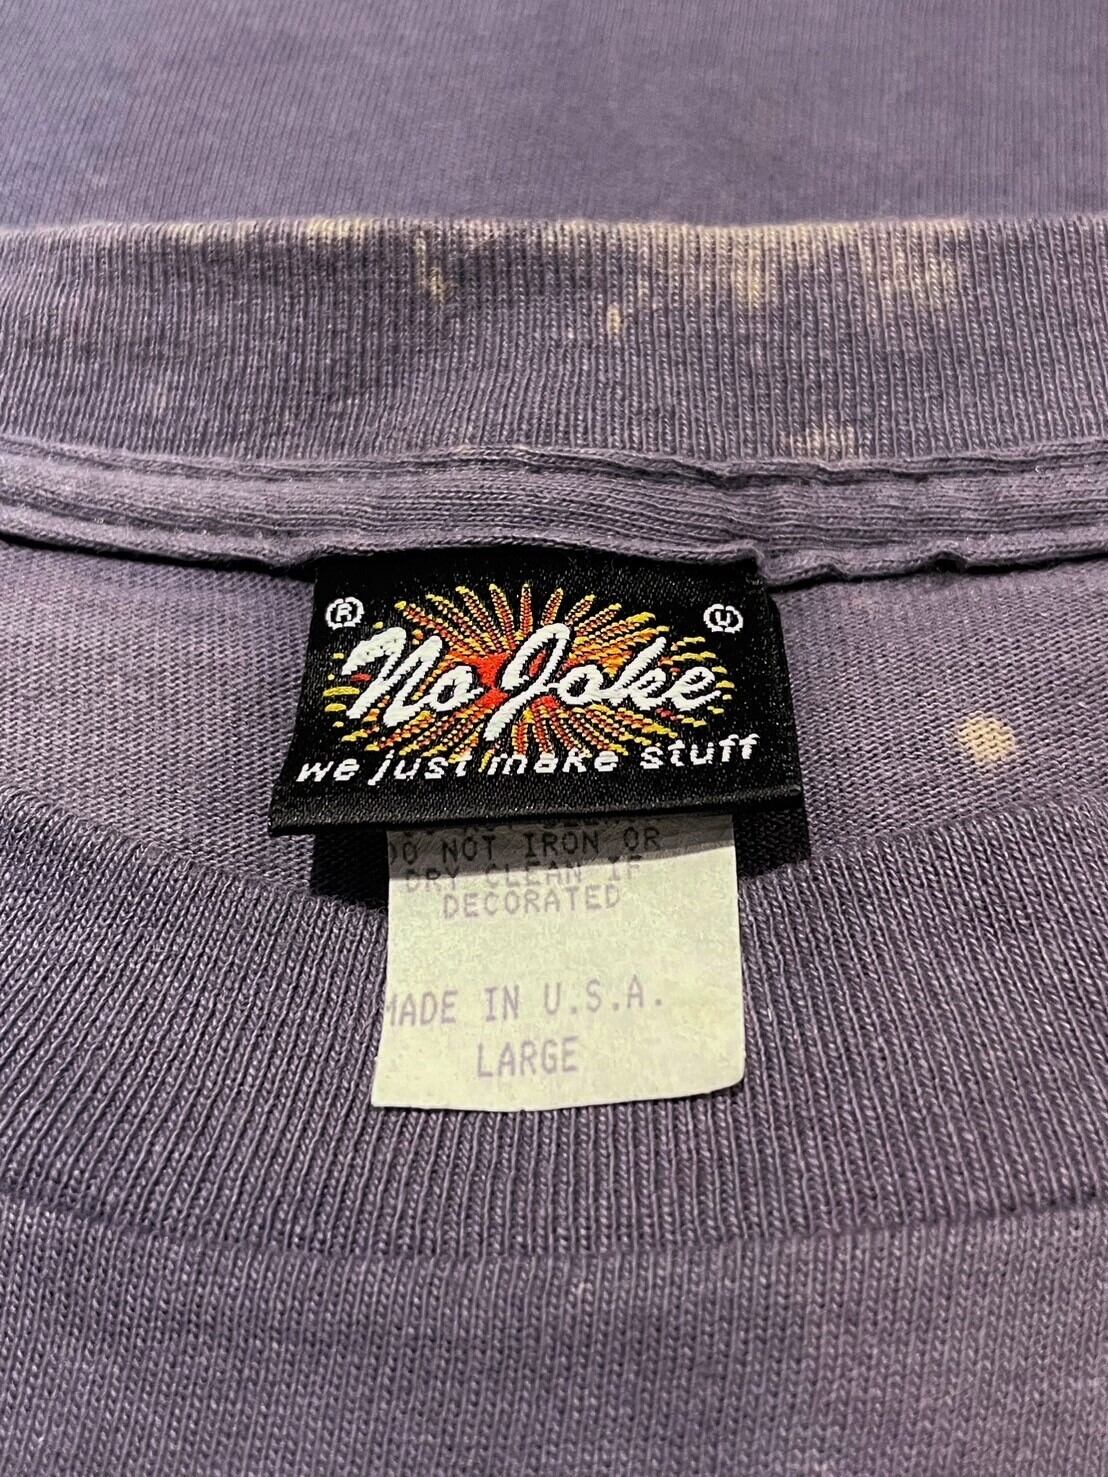 ® (U)
No Joke
we just make stuff
DO NOT IRON OR
DRY CLEAN IF
DECORATED
MADE IN U.S.A.
LARGE